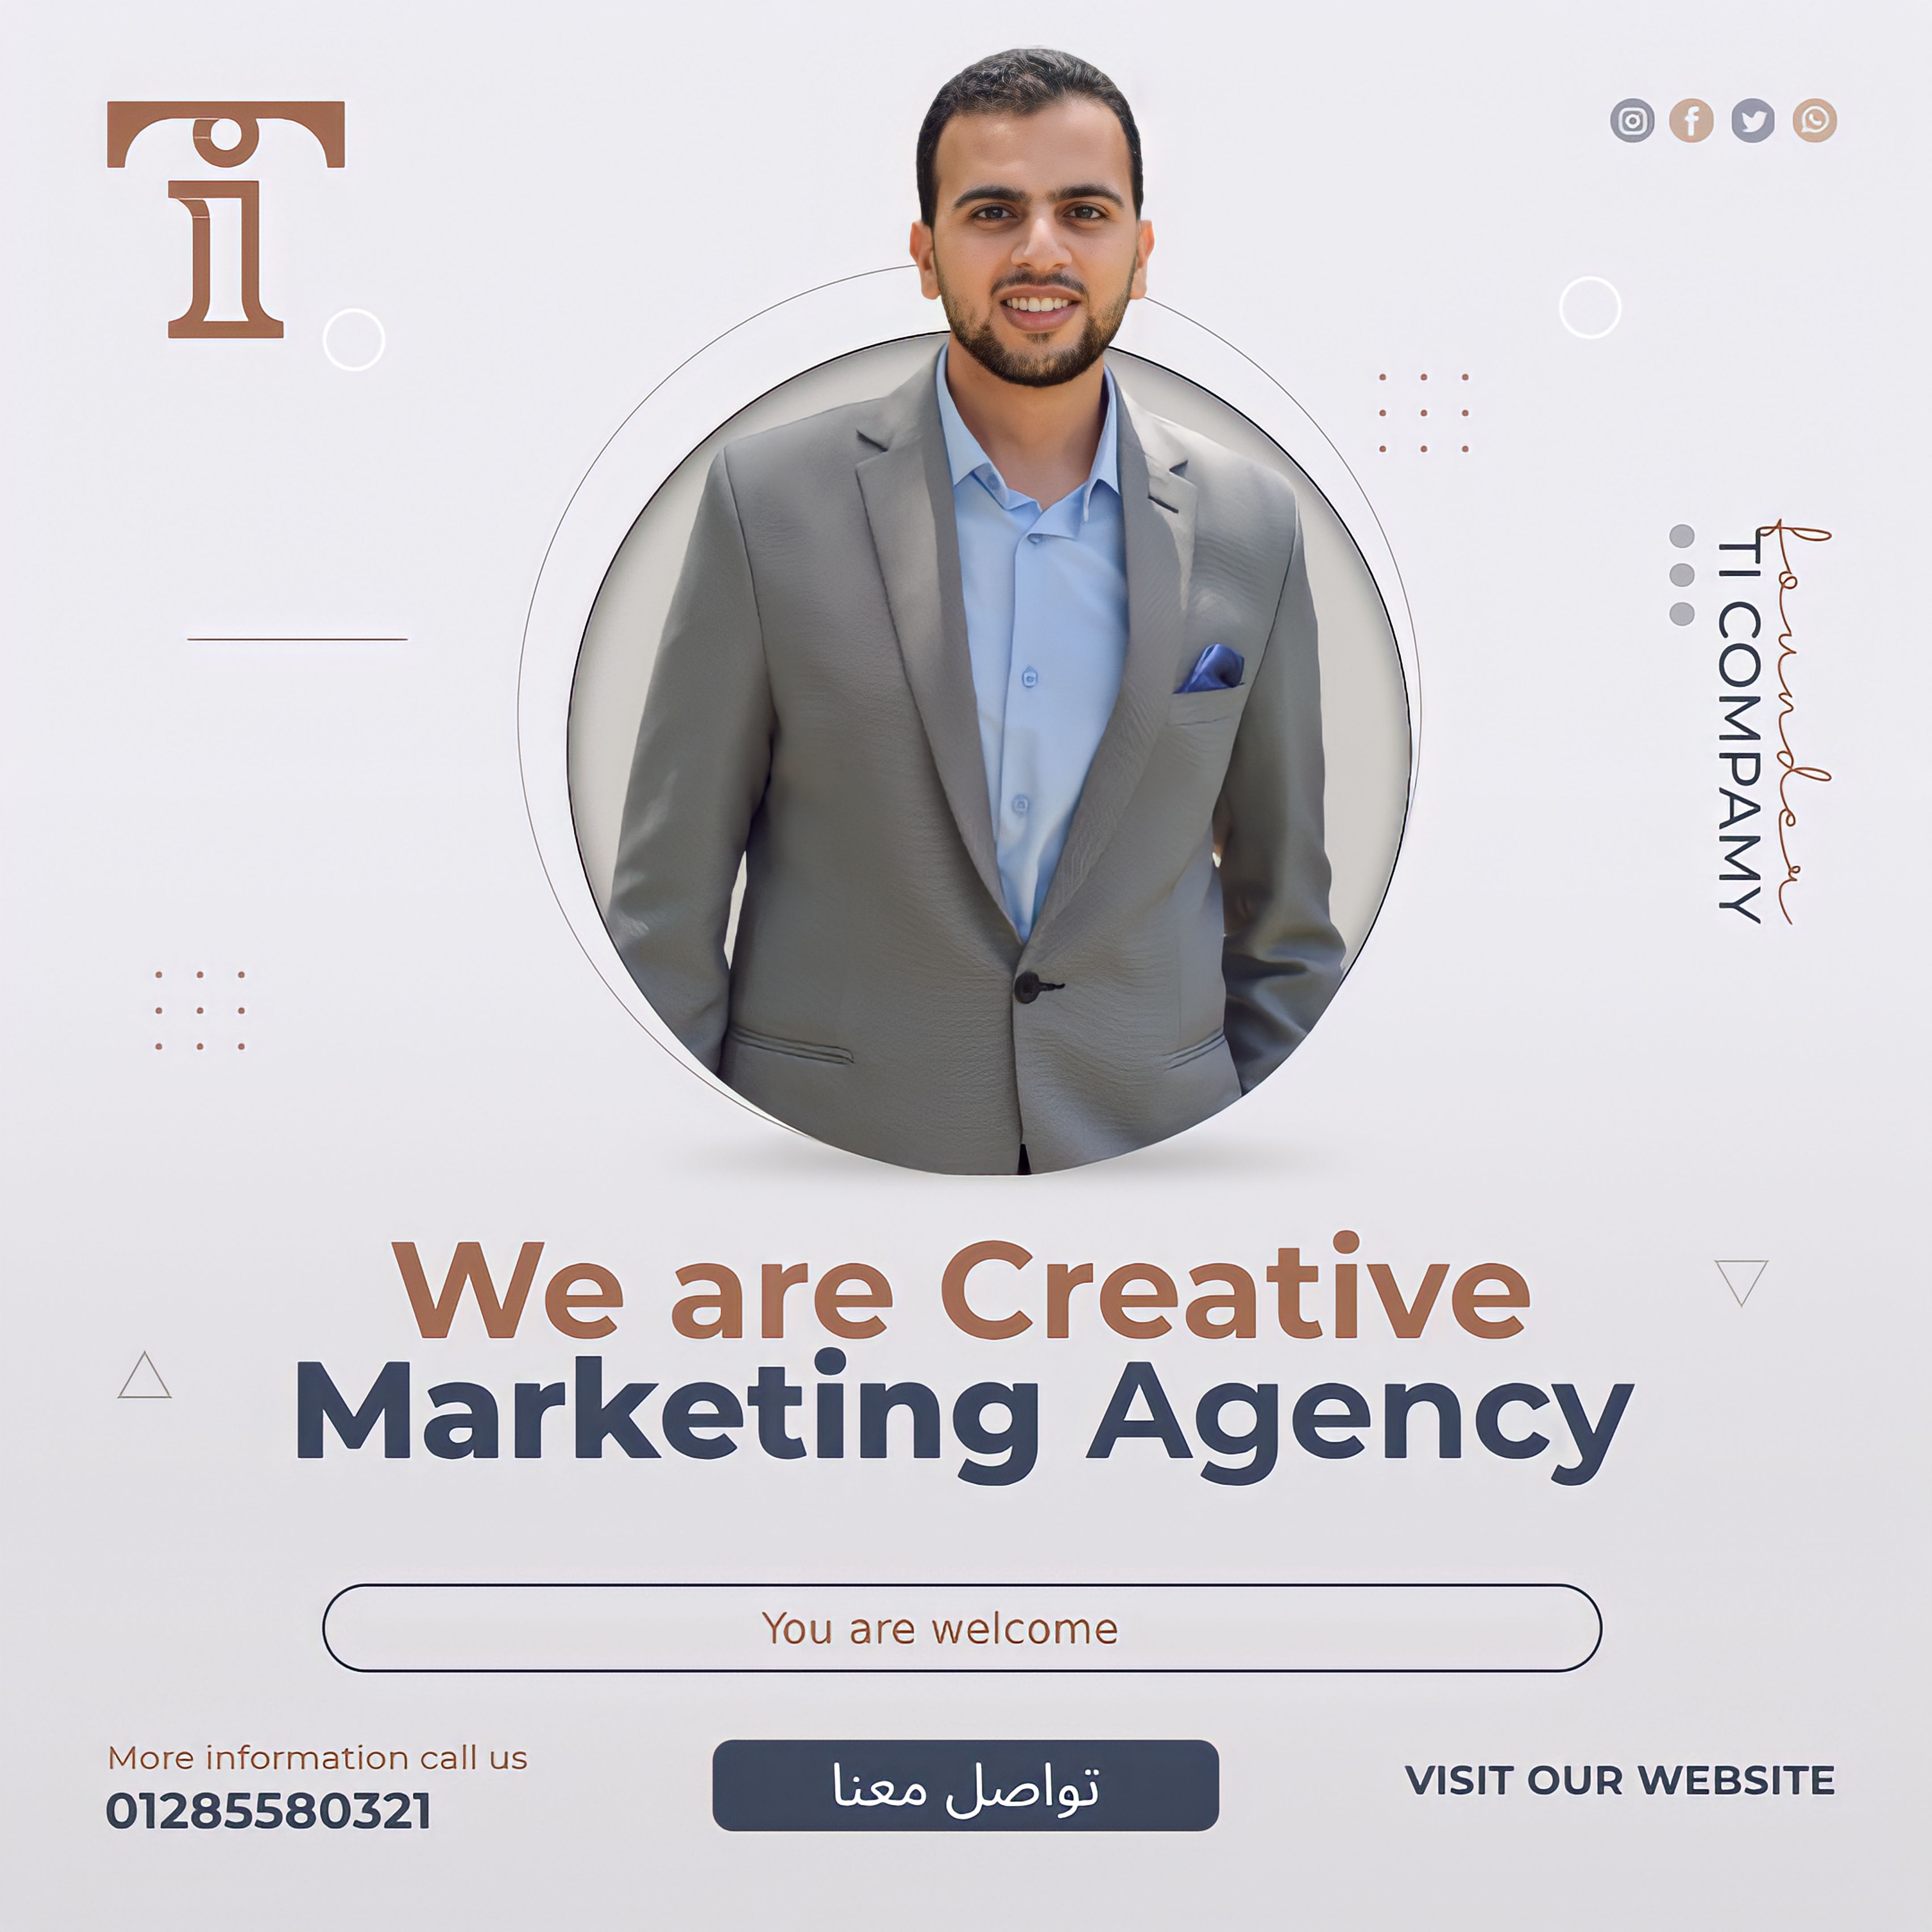 Ti
founder
TI COMPAMY
We are Creative
Marketing Agency
You are welcome
More information call us
01285580321
تواصل معنا
VISIT OUR WEBSITE